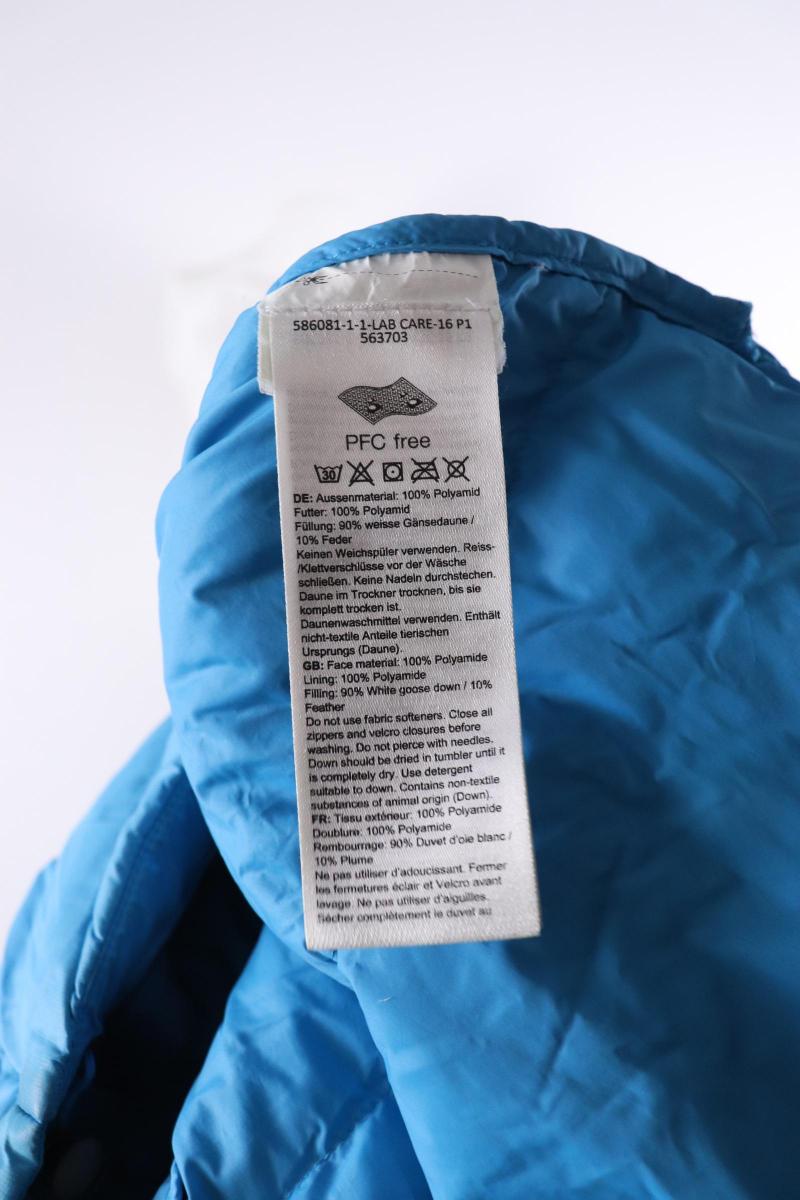 586081-1-1-LAB CARE-16 P1
563703
PFC free
30
DE: Aussenmaterial: 100% Polyamid
Futter: 100% Polyamid
Füllung: 90% weisse Gänsedaune /
10% Feder
Keinen Weichspüler verwenden. Reiss-
/Klettverschlüsse vor der Wäsche
schließen. Keine Nadeln durchstechen.
Daune im Trockner trocknen, bis sie
komplett trocken ist.
Daunenwaschmittel verwenden. Enthält
nicht-textile Anteile tierischen
Ursprungs (Daune).
GB: Face material: 100% Polyamide
Lining: 100% Polyamide
Filling: 90% White goose down / 10%
Feather
Do not use fabric softeners. Close all
zippers and velcro closures before
washing. Do not pierce with needles.
Down should be dried in tumbler until it
is completely dry. Use detergent
suitable to down. Contains non-textile
substances of animal origin (Down).
FR: Tissu extérieur: 100% Polyamide
Doublure: 100% Polyamide
Rembourrage: 90% Duvet d'oie blanc /
10% Plume
Ne pas utiliser d'adoucissant. Fermer
les fermetures éclair et Velcro avant
lavage. Ne pas utiliser d'aiguilles.
Sécher complètement le duvet au